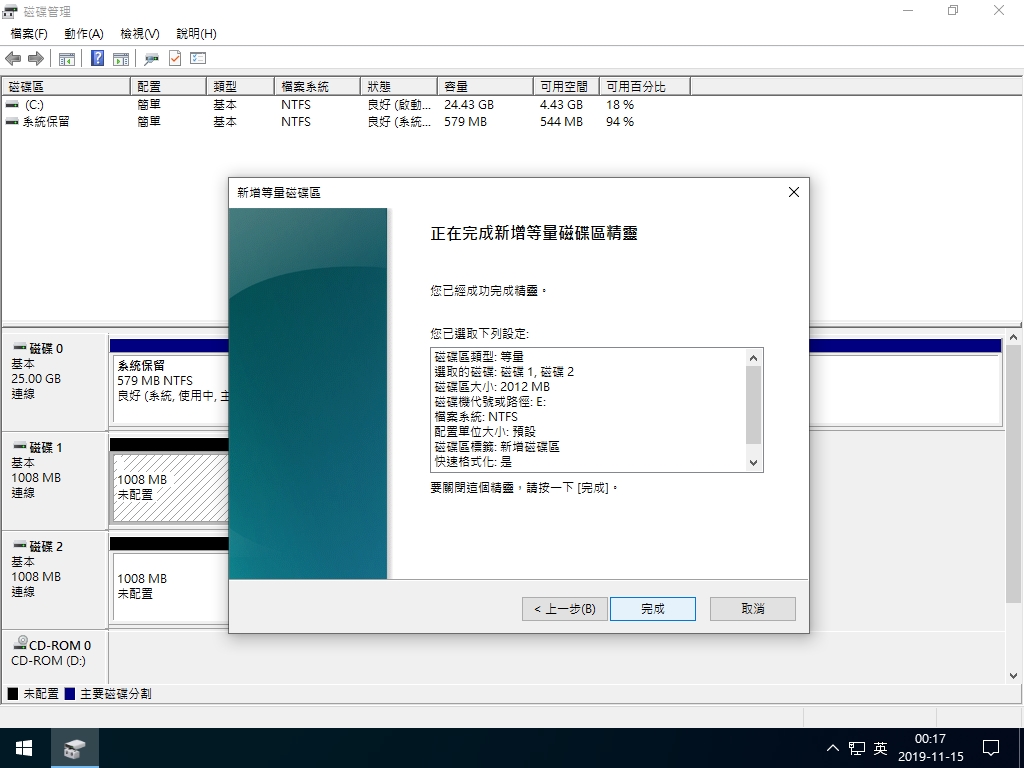 磁碟管理
檔案(F) 動作(A) 檢視(V) 說明(H)
磁碟區 配置 類型 檔案系統 狀態 容量 可用空間 可用百分比
(C:) 簡單 基本 NTFS 良好 (啟動... 24.43 GB 4.43 GB 18 %
系統保留 簡單 基本 NTFS 良好 (系統... 579 MB 544 MB 94 %
新增等量磁碟區
正在完成新增等量磁碟區精靈
您已經成功完成精靈。
您已選取下列設定:
磁碟區類型: 等量
選取的磁碟: 磁碟 1, 磁碟 2
磁碟區大小: 2012 MB
磁碟機代號或路徑: E:
檔案系統: NTFS
配置單位大小: 預設
磁碟區標籤: 新增磁碟區
快速格式化: 是
要關閉這個精靈，請按一下 [完成]。
< 上一步(B) 完成 取消
磁碟 0
基本
25.00 GB
連線
系統保留
579 MB NTFS
良好 (系統, 使用中, 主
磁碟 1
基本
1008 MB
連線
1008 MB
未配置
磁碟 2
基本
1008 MB
連線
1008 MB
未配置
CD-ROM 0
CD-ROM (D:)
未配置 主要磁碟分割
英
00:17
2019-11-15